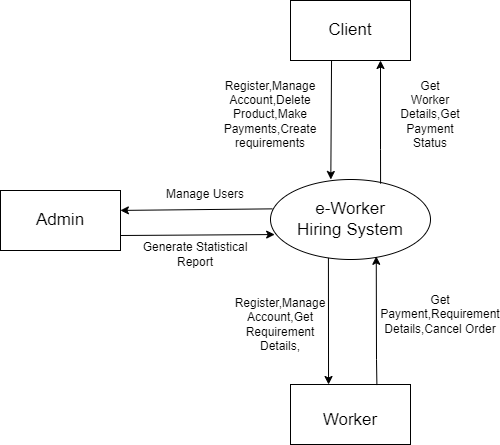 Client
Register,Manage
Account,Delete
Product,Make
Payments,Create
requirements
Get
Worker
Details,Get
Payment
Status
Manage Users
Admin
e-Worker
Hiring System
Generate Statistical
Report
Register,Manage
Account,Get
Requirement
Details,
Get
Payment,Requirement
Details,Cancel Order
Worker